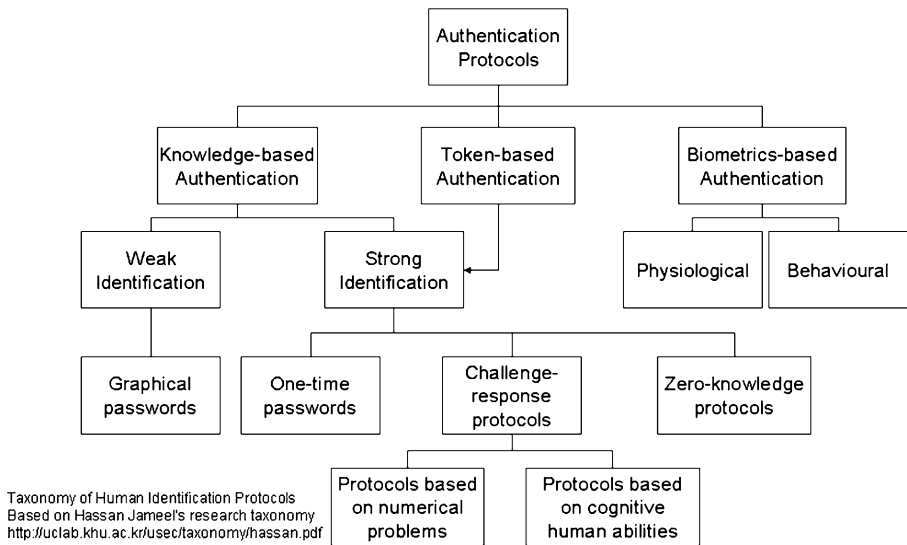 Authentication
Protocols
Knowledge-based
Authentication
Token-based
Authentication
Biometrics-based
Authentication
Weak
Identification
Strong
Identification
Physiological
Behavioural
Graphical
passwords
One-time
passwords
Challenge-
response
protocols
Zero-knowledge
protocols
Protocols based
on numerical
problems
Protocols based
on cognitive
human abilities
Taxonomy of Human Identification Protocols
Based on Hassan Jameel's research taxonomy
http://uclab.khu.ac.kr/usec/taxonomy/hassan.pdf